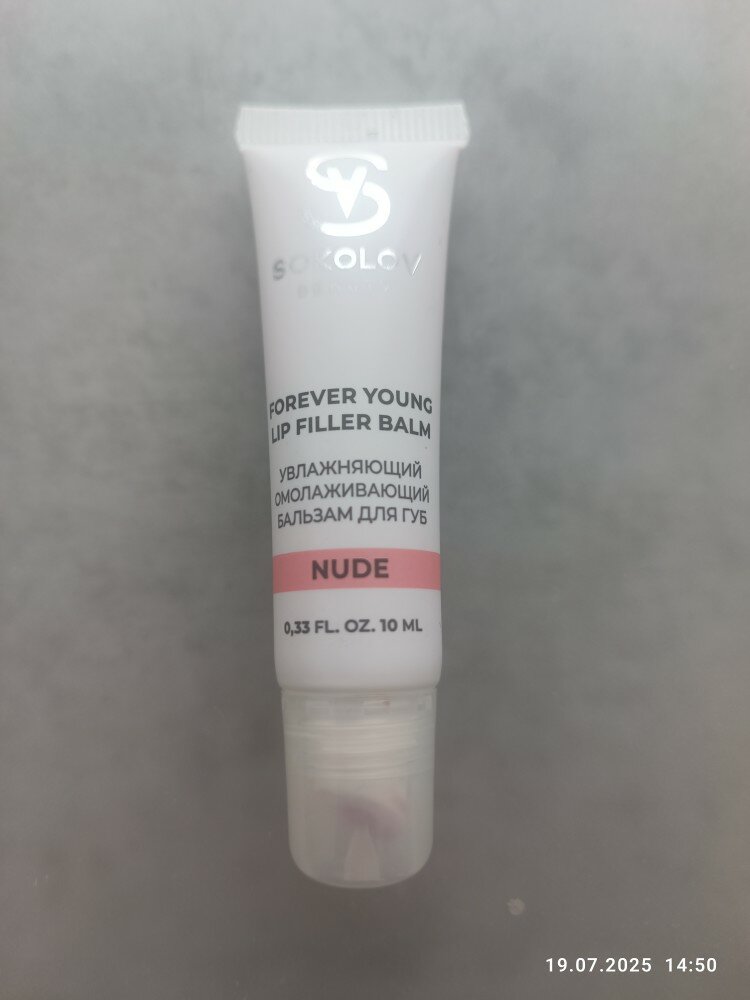 SOKOLOV
FOREVER YOUNG
LIP FILLER BALM
УВЛАЖНЯЮЩИЙ
ОМОЛАЖИВАЮЩИЙ
БАЛЬЗАМ ДЛЯ ГУБ
NUDE
0,33 FL. OZ. 10 ML
19.07.2025 14:50